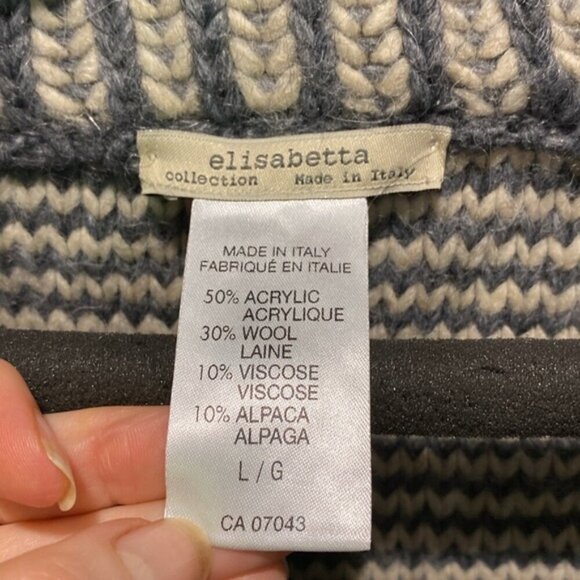 elisabetta
collection Made in Italy
MADE IN ITALY
FABRIQUÉ EN ITALIE
50% ACRYLIC
ACRYLIQUE
30% WOOL
LAINE
10% VISCOSE
VISCOSE
10% ALPACA
ALPAGA
L / G
CA 07043